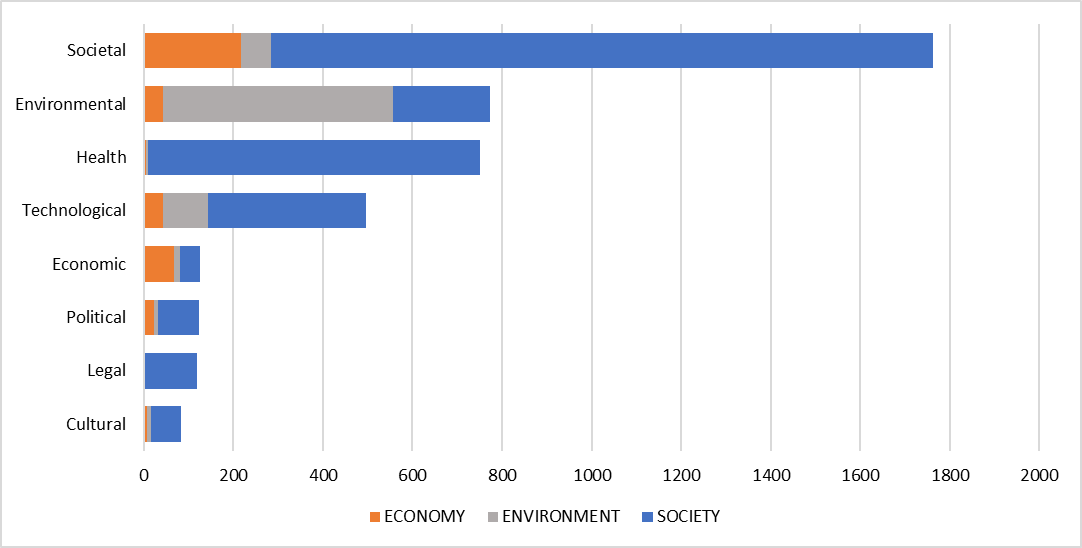 Societal
Environmental
Health
Technological
Economic
Political
Legal
Cultural
0 200 400 600 800 1000 1200 1400 1600 1800 2000
ECONOMY ENVIRONMENT SOCIETY